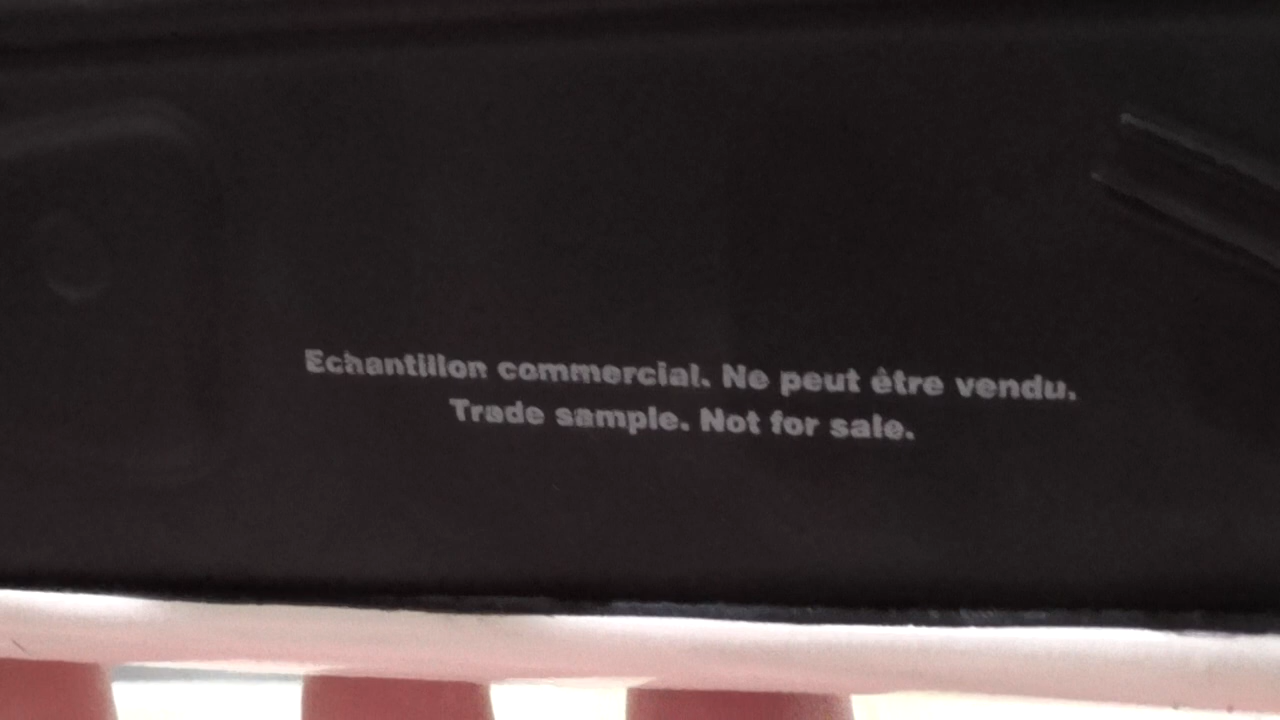 Echantillon commercial. Ne peut être vendu.
Trade sample. Not for sale.